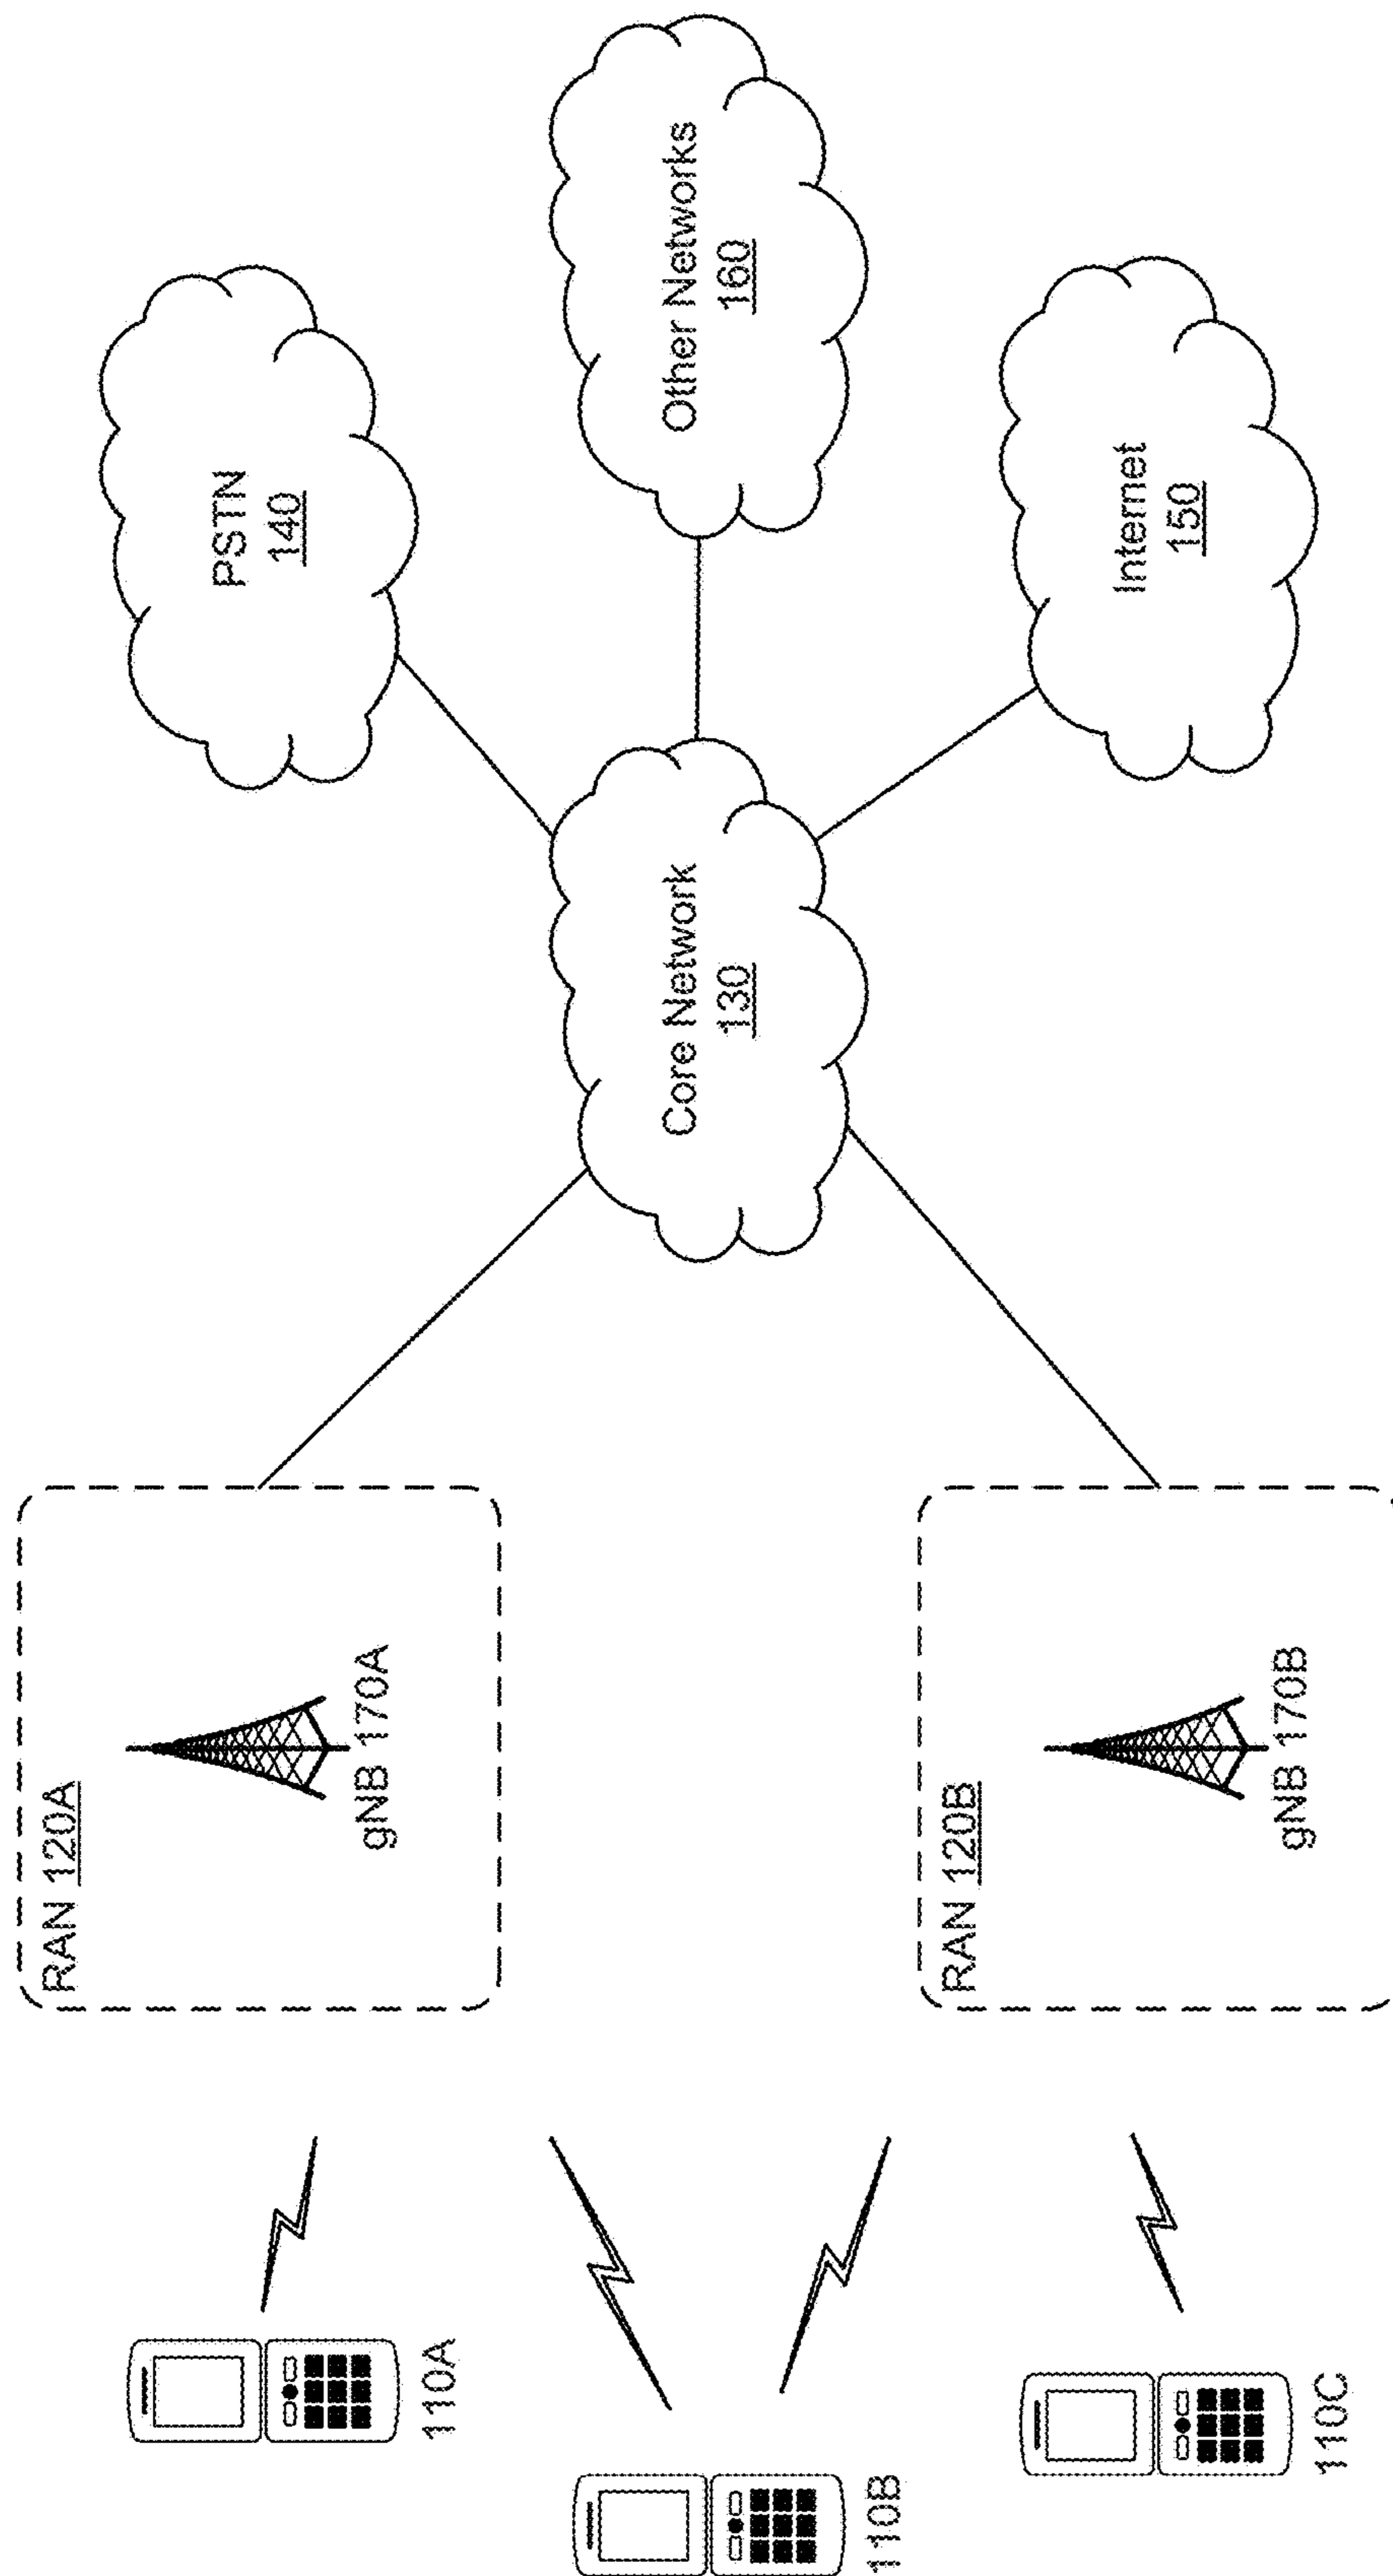 RAN 120A
gNB 170A
PSTN
140
110A
Core Network
130
Other Networks
160
110B
RAN 120B
gNB 170B
Internet
150
110C